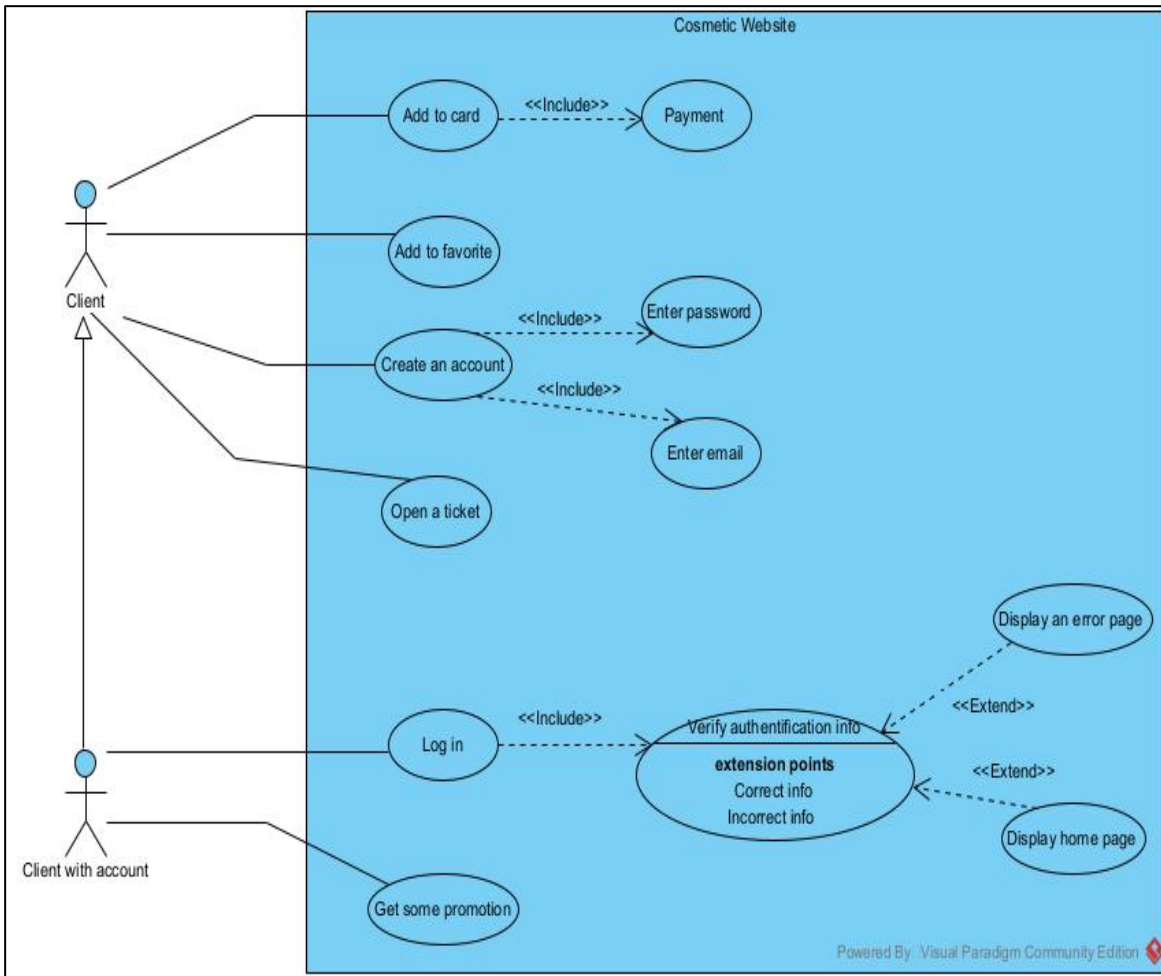 Cosmetic Website
Add to card
<<Include>>
Payment
Add to favorite
Client
<<Include>>
Enter password
Create an account
<<Include>>
Enter email
Open a ticket
Display an error page
<<Extend>>
Log in
<<Include>>
Verify authentification info
extension points
Correct info
Incorrect info
<<Extend>>
Display home page
Client with account
Get some promotion
Powered By Visual Paradigm Community Edition